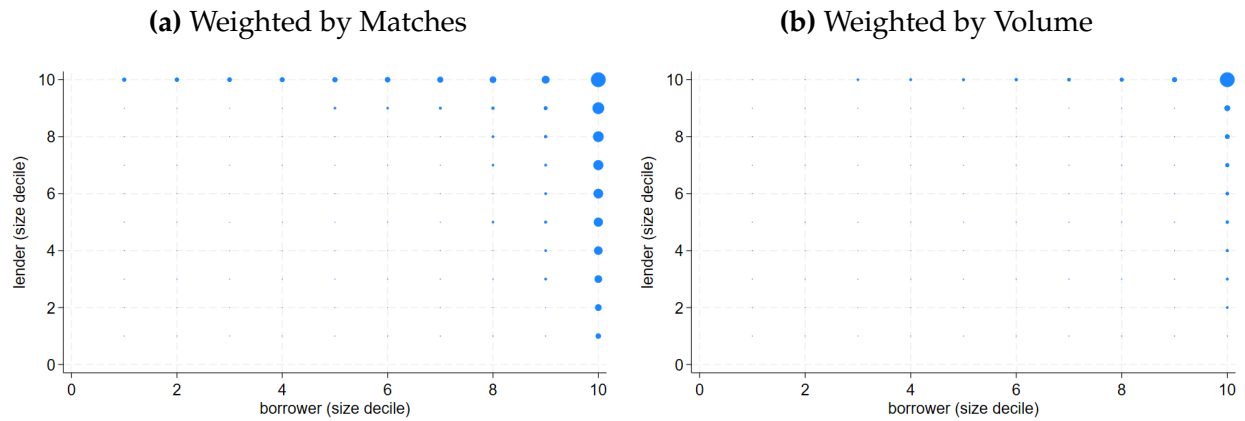 (a) Weighted by Matches
10
8
6
4
2
0
lender (size decile)
0 2 4 6 8 10
borrower (size decile)
(b) Weighted by Volume
10
8
6
4
2
0
lender (size decile)
0 2 4 6 8 10
borrower (size decile)